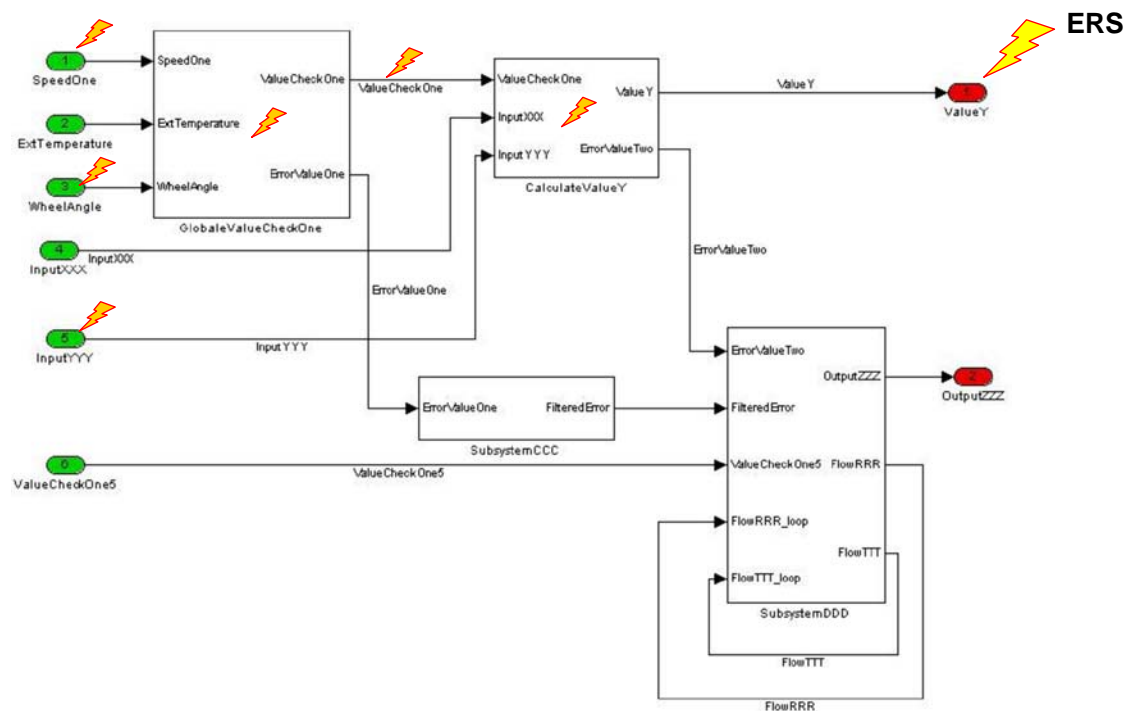 ERS
1
SpeedOne
2
ExtTemperature
3
WheelAngle
4
InputXXX
5
InputYYY
6
ValueCheckOne5
SpeedOne
ExtTemperature
WheelAngle
ValueCheckOne
ErrorValueOne
GlobaleValueCheckOne
ValueCheckOne
InputXXX
InputYYY
ErrorValueOne
ValueCheckOne5
ValueCheckOne
InputXXX
InputYYY
ValueY
ErrorValueTwo
CalculateValueY
ValueY
1
ValueY
ErrorValueTwo
ErrorValueOne
FilteredError
SubsystemCCC
ErrorValueTwo
FilteredError
ValueCheckOne5
FlowRRR_loop
FlowTTT_loop
OutputZZZ
FlowRRR
FlowTTT
SubsystemDDD
2
OutputZZZ
FlowTTT
FlowRRR